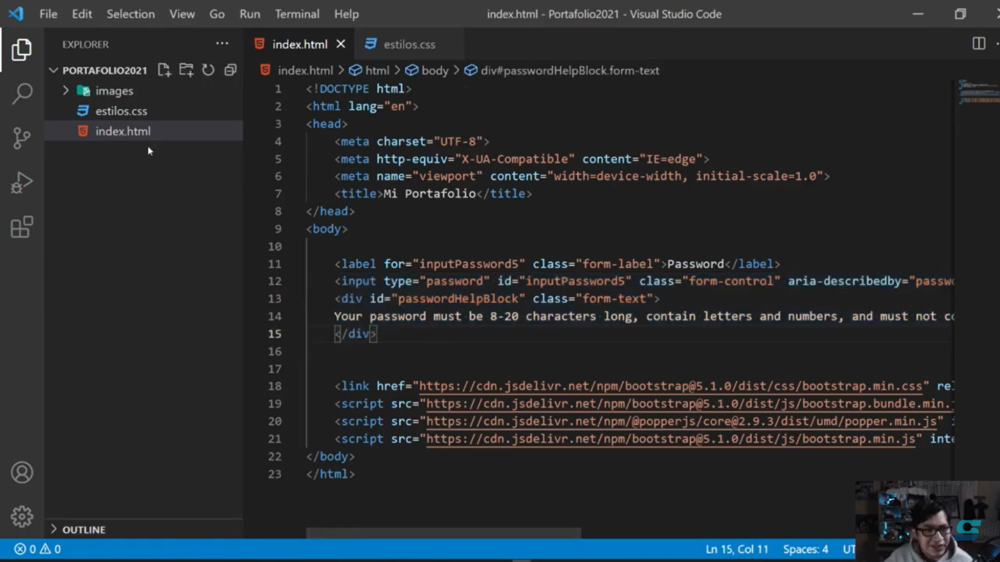 File Edit Selection View Go Run Terminal Help index.html - Portafolio2021 - Visual Studio Code
EXPLORER
PORTAFOLIO2021
images
estilos.css
index.html
index.html estilos.css
index.html > html > body > div#passwordHelpBlock.form-text
1 <!DOCTYPE html>
2 <html lang="en">
3 <head>
4 <meta charset="UTF-8">
5 <meta http-equiv="X-UA-Compatible" content="IE=edge">
6 <meta name="viewport" content="width=device-width, initial-scale=1.0">
7 <title>Mi Portafolio</title>
8 </head>
9 <body>
10
11 <label for="inputPassword5" class="form-label">Password</label>
12 <input type="password" id="inputPassword5" class="form-control" aria-describedby="passwo
13 <div id="passwordHelpBlock" class="form-text">
14 Your password must be 8-20 characters long, contain letters and numbers, and must not co
15 </div>
16
17
18 <link href="https://cdn.jsdelivr.net/npm/bootstrap@5.1.0/dist/css/bootstrap.min.css" rel
19 <script src="https://cdn.jsdelivr.net/npm/bootstrap@5.1.0/dist/js/bootstrap.bundle.min.j
20 <script src="https://cdn.jsdelivr.net/npm/@popperjs/core@2.9.3/dist/umd/popper.min.js" i
21 <script src="https://cdn.jsdelivr.net/npm/bootstrap@5.1.0/dist/js/bootstrap.min.js" inte
22 </body>
23 </html>
OUTLINE
0 0 Ln 15, Col 11 Spaces: 4 UT